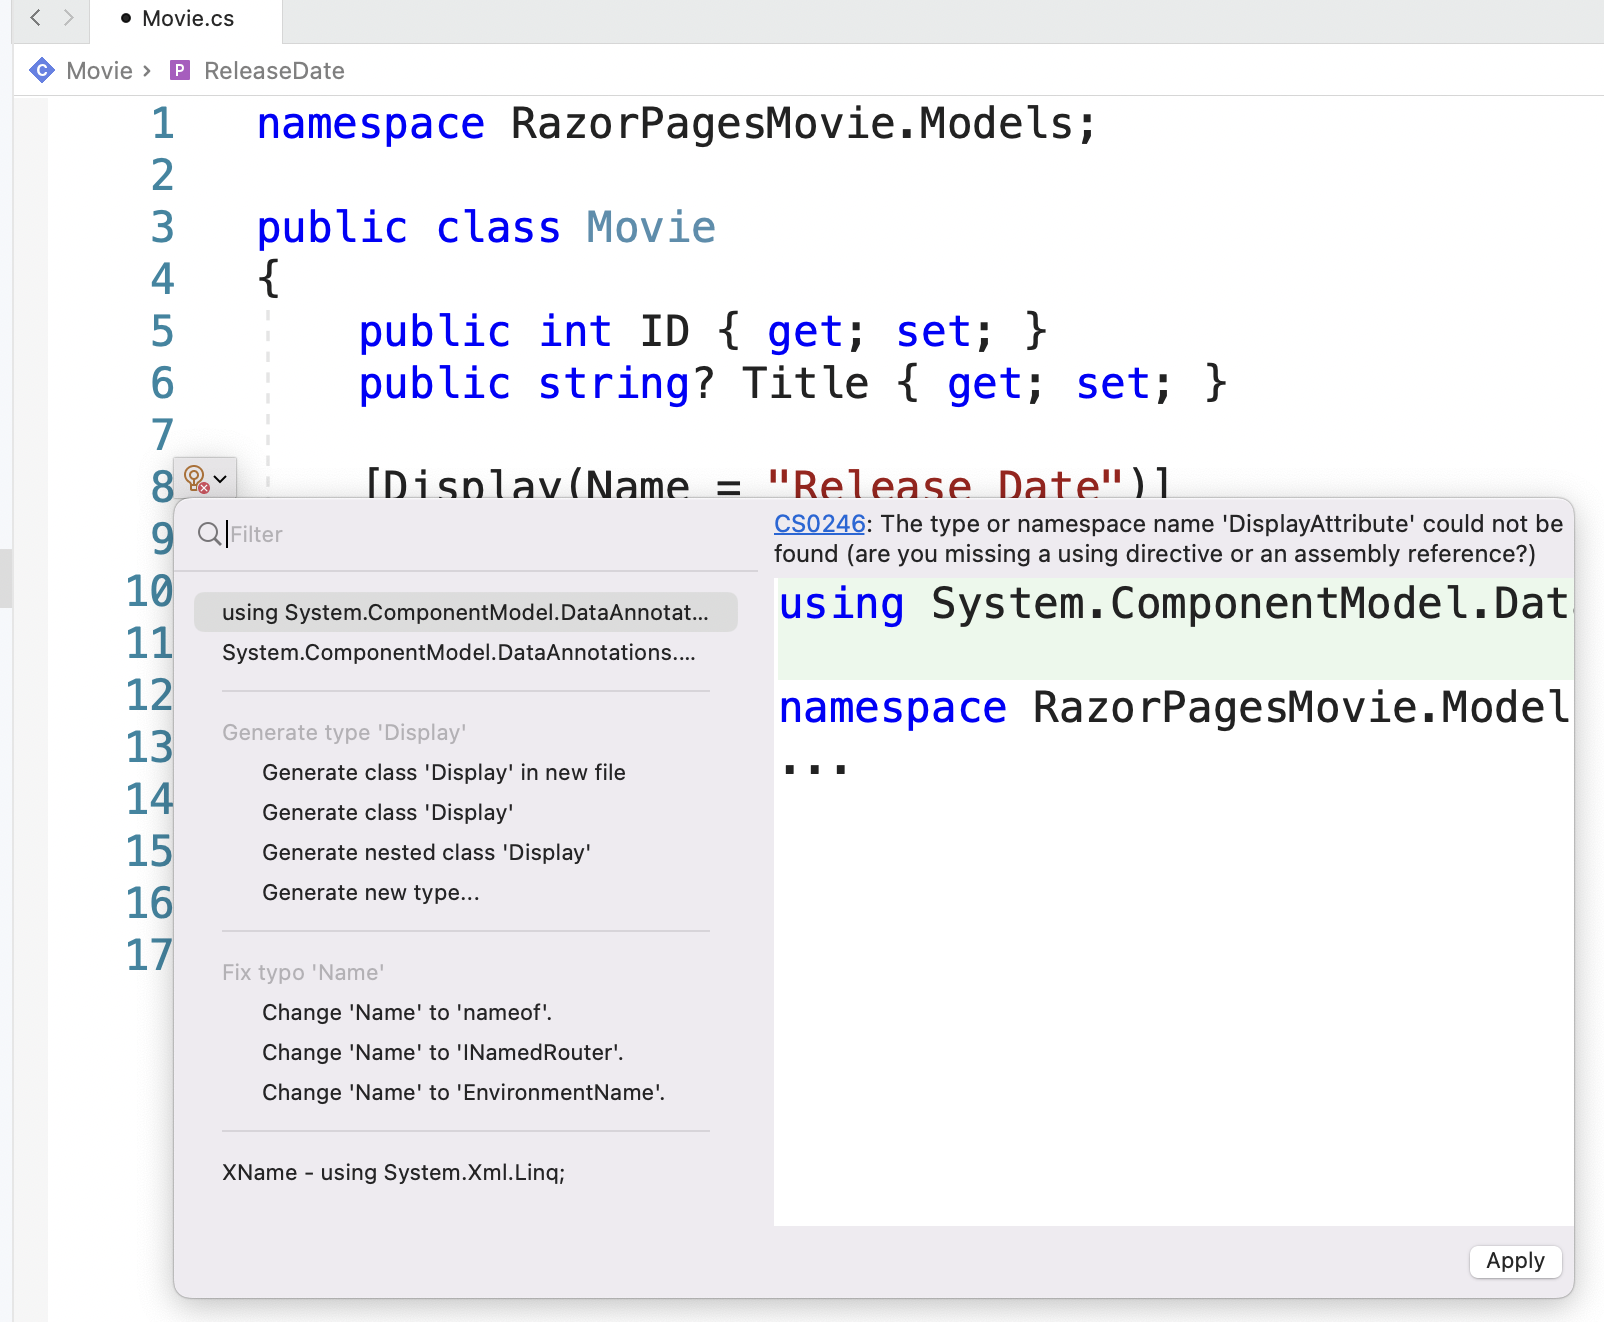 Movie.cs
C Movie › P ReleaseDate
1 namespace RazorPagesMovie.Models;
2
3 public class Movie
4 {
5 public int ID { get; set; }
6 public string? Title { get; set; }
7
8 [Display(Name = "Release Date")]
9
10
11
12
13
14
15
16
17
Filter
using System.ComponentModel.DataAnnotat...
System.ComponentModel.DataAnnotations....
Generate type 'Display'
Generate class 'Display' in new file
Generate class 'Display'
Generate nested class 'Display'
Generate new type...
Fix typo 'Name'
Change 'Name' to 'nameof'.
Change 'Name' to 'INamedRouter'.
Change 'Name' to 'EnvironmentName'.
XName - using System.Xml.Linq;
CS0246: The type or namespace name 'DisplayAttribute' could not be
found (are you missing a using directive or an assembly reference?)
using System.ComponentModel.Dat
namespace RazorPagesMovie.Model
...
Apply